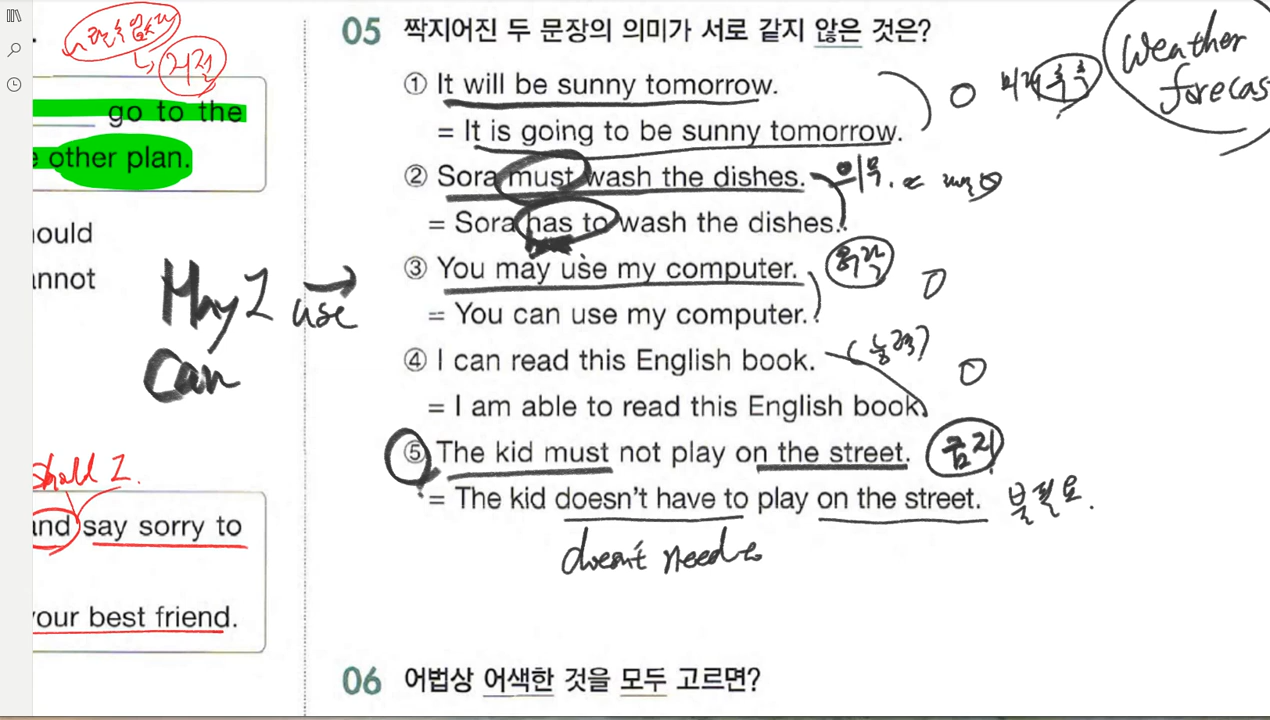 거절
go to the
e other plan.
ould
nnot
May I use
can
shall I.
and say sorry to
our best friend.
05 짝지어진 두 문장의 의미가 서로 같지 않은 것은?
① It will be sunny tomorrow.
= It is going to be sunny tomorrow.
Weather
forecas
② Sora must wash the dishes.
의무.
= Sora has to wash the dishes.
③ You may use my computer.
= You can use my computer.
④ I can read this English book.
(능력)
= I am able to read this English book.
⑤ The kid must not play on the street.
금지
= The kid doesn't have to play on the street.
불필요.
doesn't need to
06 어법상 어색한 것을 모두 고르면?